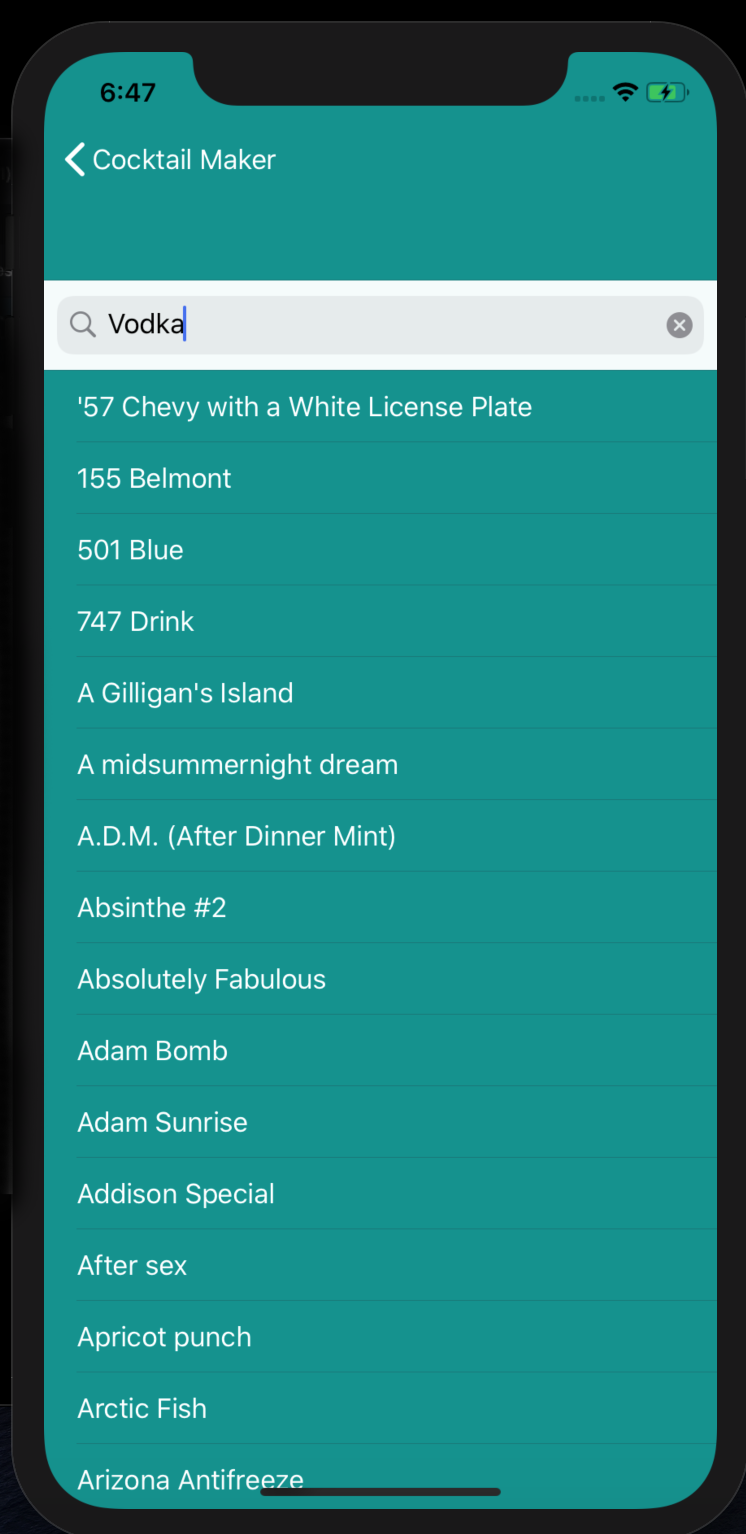 6:47
Cocktail Maker
Vodka
'57 Chevy with a White License Plate
155 Belmont
501 Blue
747 Drink
A Gilligan's Island
A midsummernight dream
A.D.M. (After Dinner Mint)
Absinthe #2
Absolutely Fabulous
Adam Bomb
Adam Sunrise
Addison Special
After sex
Apricot punch
Arctic Fish
Arizona Antifreeze